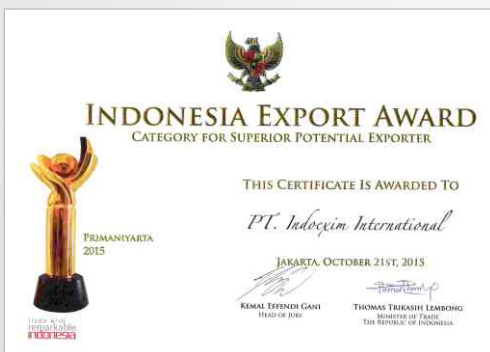 INDONESIA EXPORT AWARD
CATEGORY FOR SUPERIOR POTENTIAL EXPORTER
THIS CERTIFICATE IS AWARDED TO
PT. Indoexim International
PRIMANIYARTA
2015
JAKARTA, OCTOBER 21ST, 2015
KEMAL EFFENDI GANI
HEAD OF JURY
THOMAS TRIKASIH LEMBONG
MINISTER OF TRADE
THE REPUBLIC OF INDONESIA
trade with
remarkable
indonesia